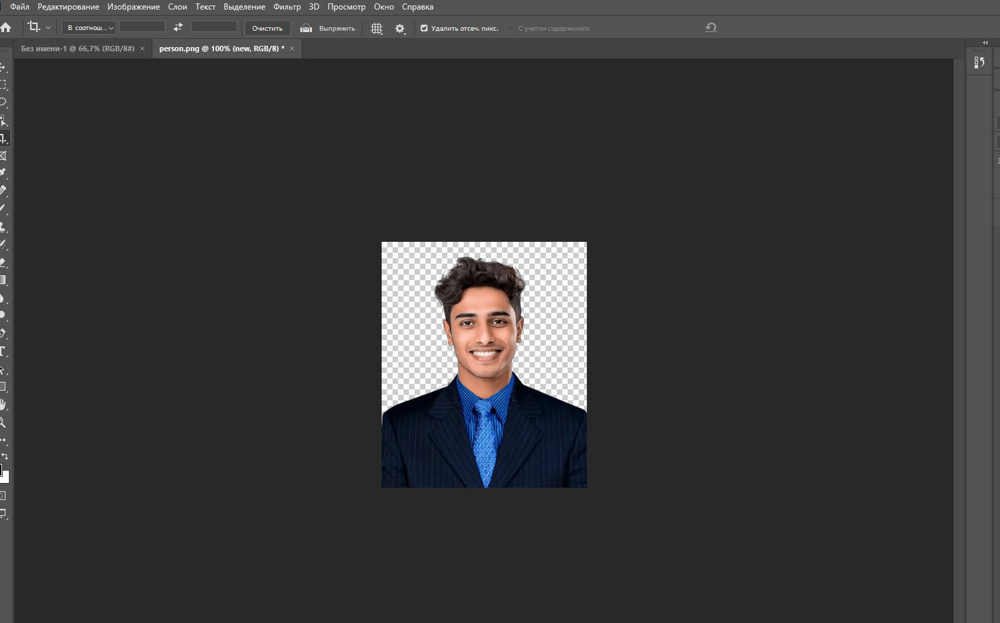 Файл Редактирование Изображение Слои Текст Выделение Фильтр 3D Просмотр Окно Справка
В соотнош... Очистить Выпрямить Удалить отсеч. пикс. С учетом содержимого
Без имени-1 @ 66,7% (RGB/8#) × person.png @ 100% (new, RGB/8) * ×